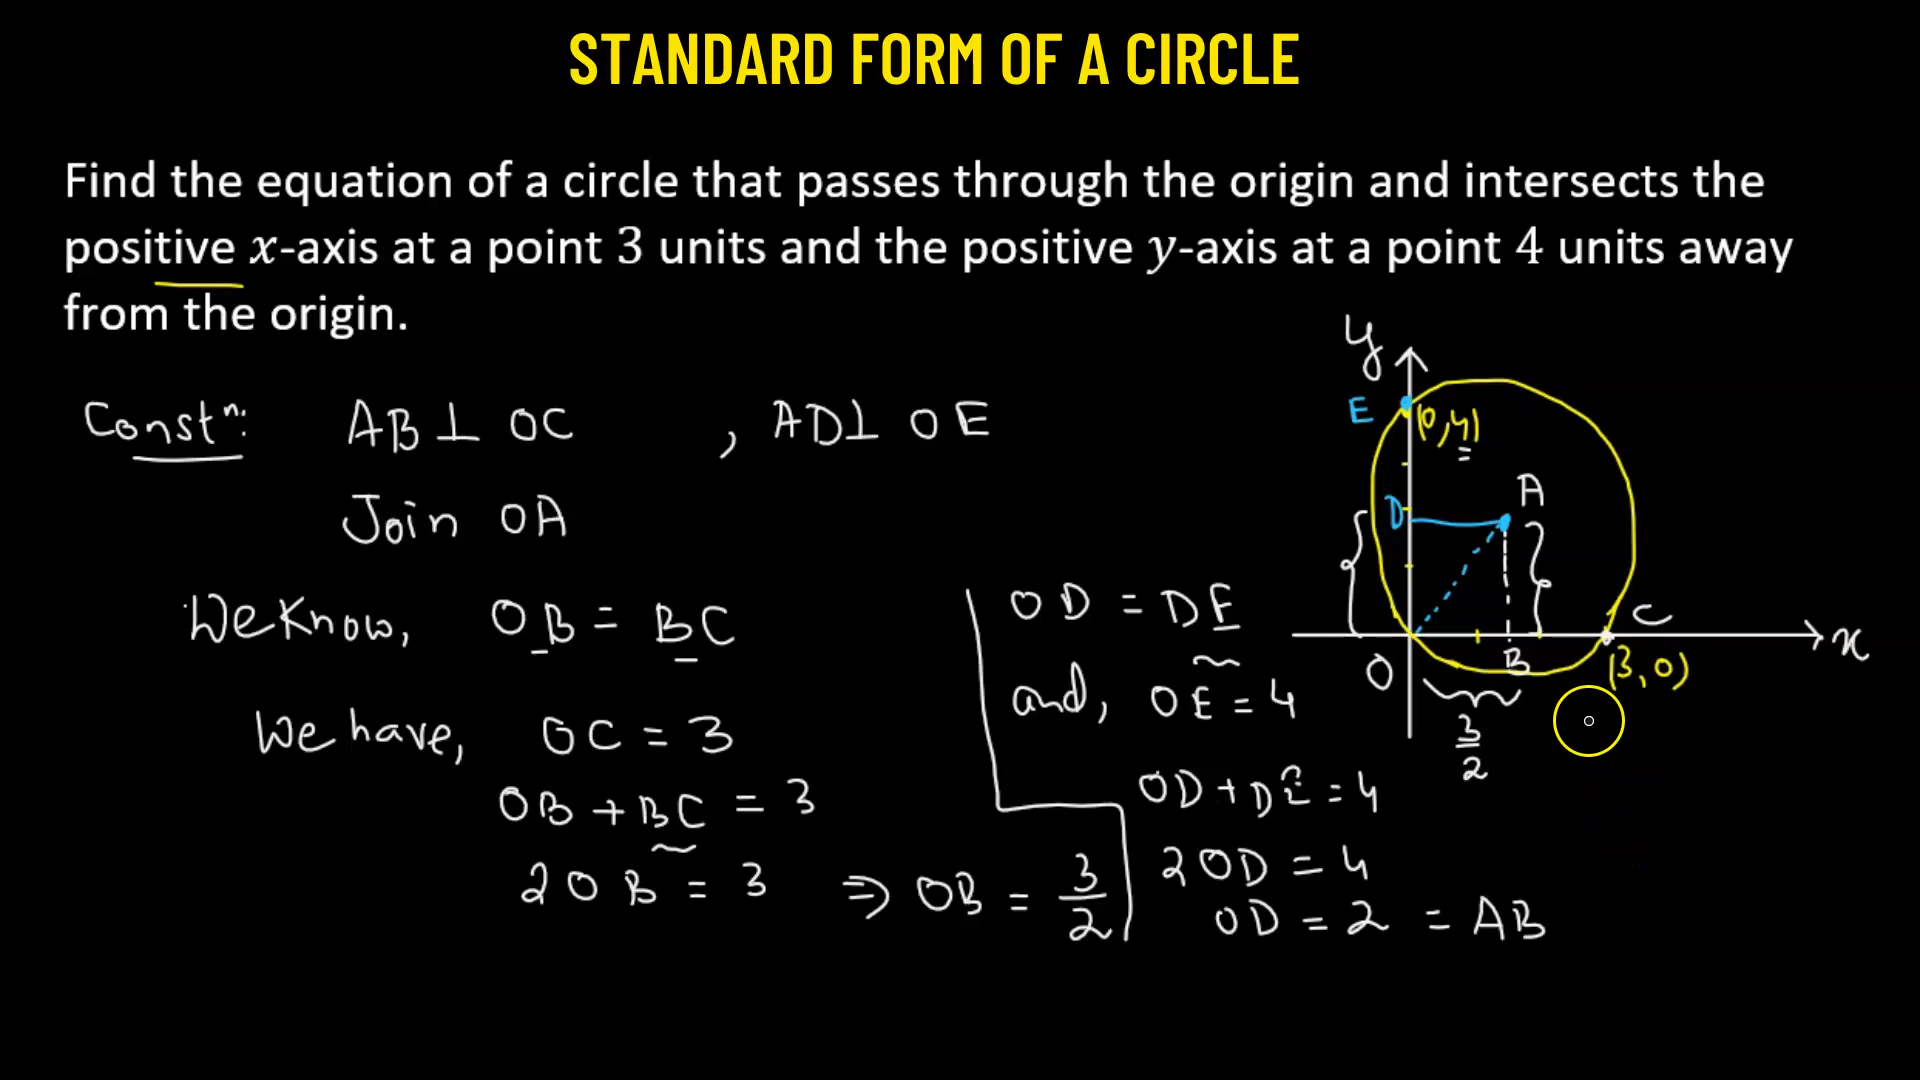 STANDARD FORM OF A CIRCLE
Find the equation of a circle that passes through the origin and intersects the
positive x-axis at a point 3 units and the positive y-axis at a point 4 units away
from the origin.
Constⁿ: AB ⊥ OC , AD ⊥ OE
Join OA
We know, OB = BC
We have, OC = 3
OB + BC = 3
2OB = 3 ⇒ OB = 3/2
OD = DE
and, OE = 4
OD + DE = 4
2OD = 4
OD = 2 = AB
y
E
(0,4)
A
D
C
x
O
B
(3,0)
3/2